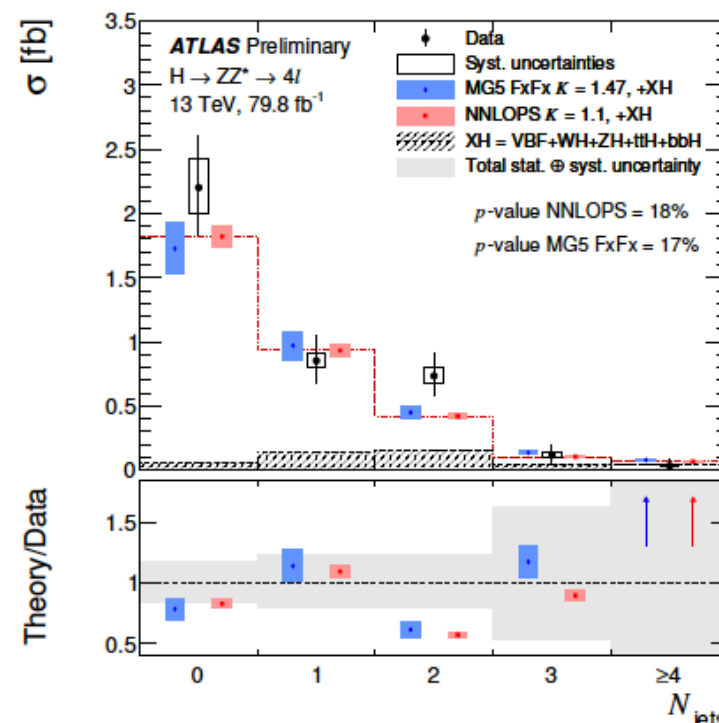 σ [fb]
3.5
3
2.5
2
1.5
1
0.5
0
ATLAS Preliminary
H → ZZ* → 4l
13 TeV, 79.8 fb⁻¹
Data
Syst. uncertainties
MG5 FxFx K = 1.47, +XH
NNLOPS K = 1.1, +XH
XH = VBF+WH+ZH+ttH+bbH
Total stat. ⊕ syst. uncertainty
p-value NNLOPS = 18%
p-value MG5 FxFx = 17%
Theory/Data
1.5
1
0.5
0 1 2 3 ≥4
N jets